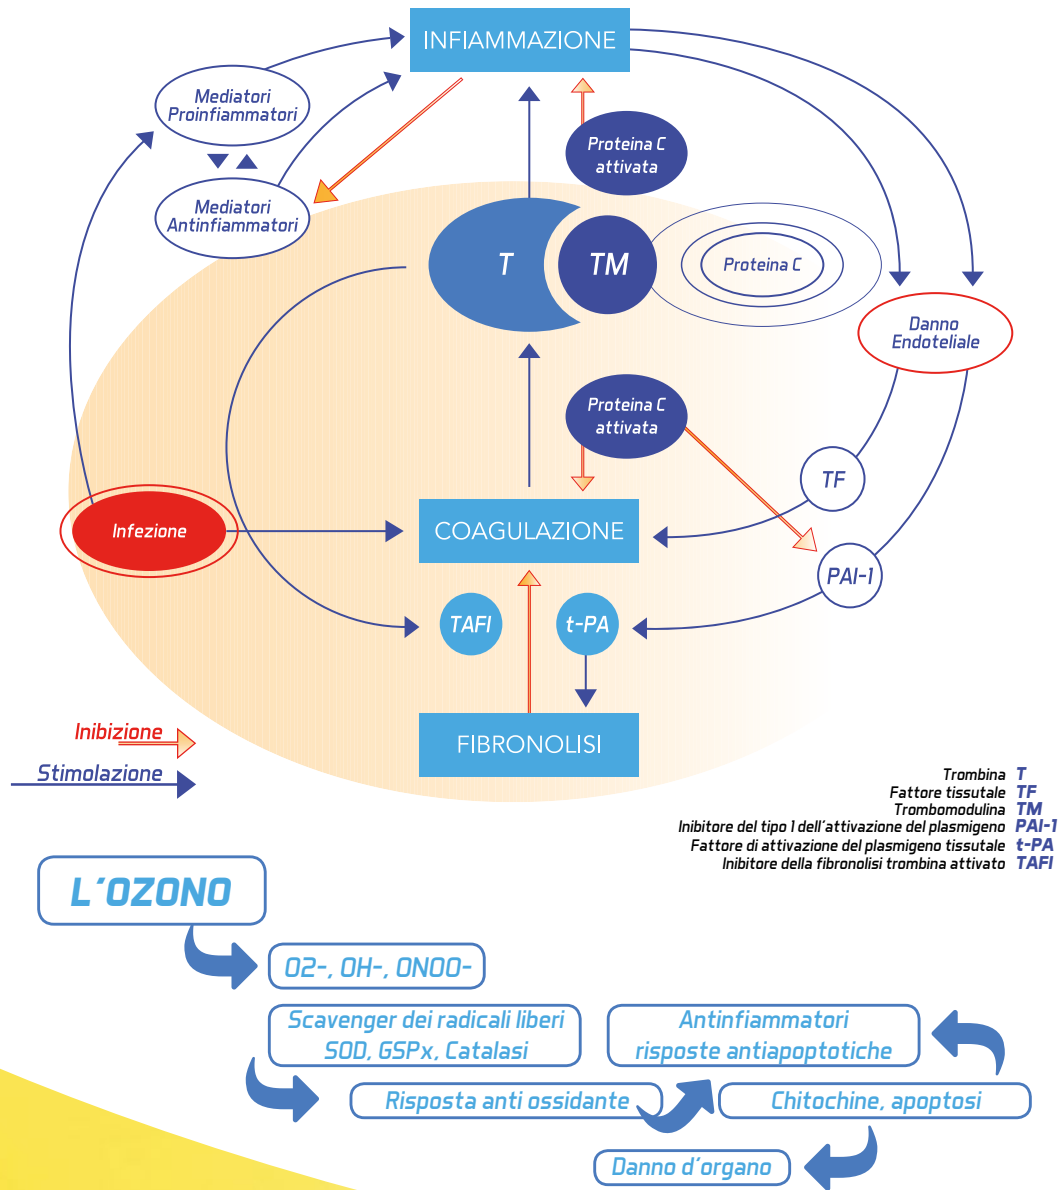 INFIAMMAZIONE
Mediatori
Proinfiammatori
Proteina C
attivata
Mediatori
Antinfiammatori
T
TM
Proteina C
Danno
Endoteliale
Proteina C
attivata
TF
Infezione
COAGULAZIONE
PAI-1
TAFI
t-PA
Inibizione
FIBRONOLISI
Stimolazione
Trombina T
Fattore tissutale TF
Trombomodulina TM
Inibitore del tipo 1 dell'attivazione del plasmigeno PAI-1
Fattore di attivazione del plasmigeno tissutale t-PA
Inibitore della fibronolisi trombina attivato TAFI
L'OZONO
O2-, OH-, ONOO-
Scavenger dei radicali liberi
SOD, GSPx, Catalasi
Antinfiammatori
risposte antiapoptotiche
Risposta anti ossidante
Chitochine, apoptosi
Danno d'organo